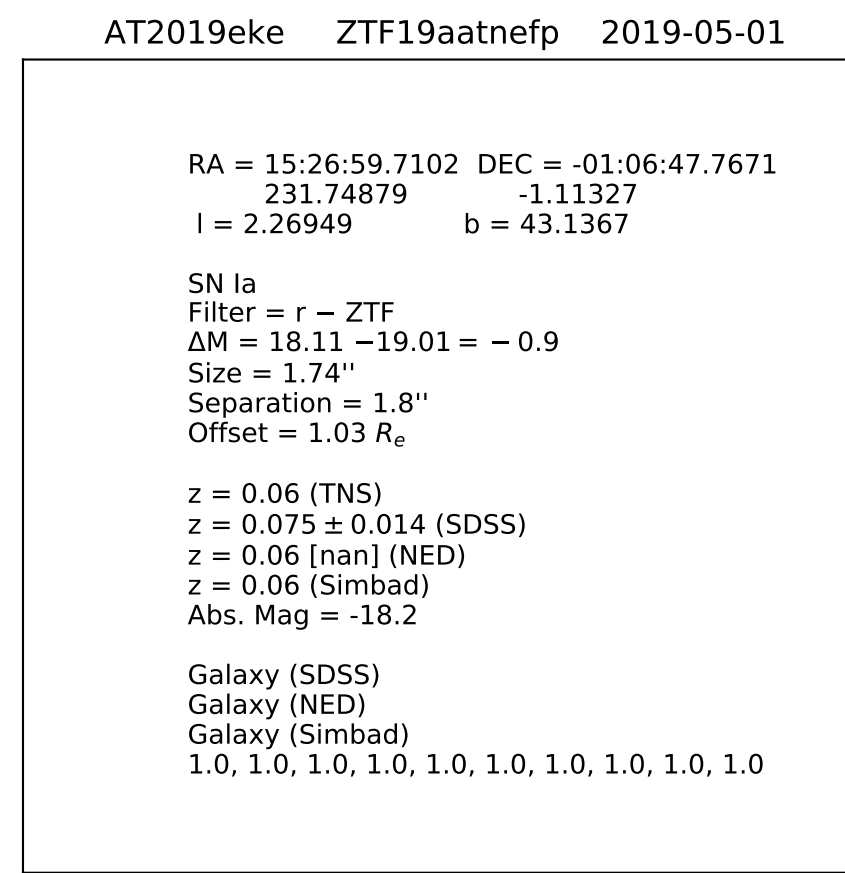 AT2019eke ZTF19aatnefp 2019-05-01
RA = 15:26:59.7102 DEC = -01:06:47.7671
231.74879 -1.11327
l = 2.26949 b = 43.1367
SN Ia
Filter = r − ZTF
ΔM = 18.11 −19.01 = − 0.9
Size = 1.74''
Separation = 1.8''
Offset = 1.03 Rₑ
z = 0.06 (TNS)
z = 0.075 ± 0.014 (SDSS)
z = 0.06 [nan] (NED)
z = 0.06 (Simbad)
Abs. Mag = -18.2
Galaxy (SDSS)
Galaxy (NED)
Galaxy (Simbad)
1.0, 1.0, 1.0, 1.0, 1.0, 1.0, 1.0, 1.0, 1.0, 1.0